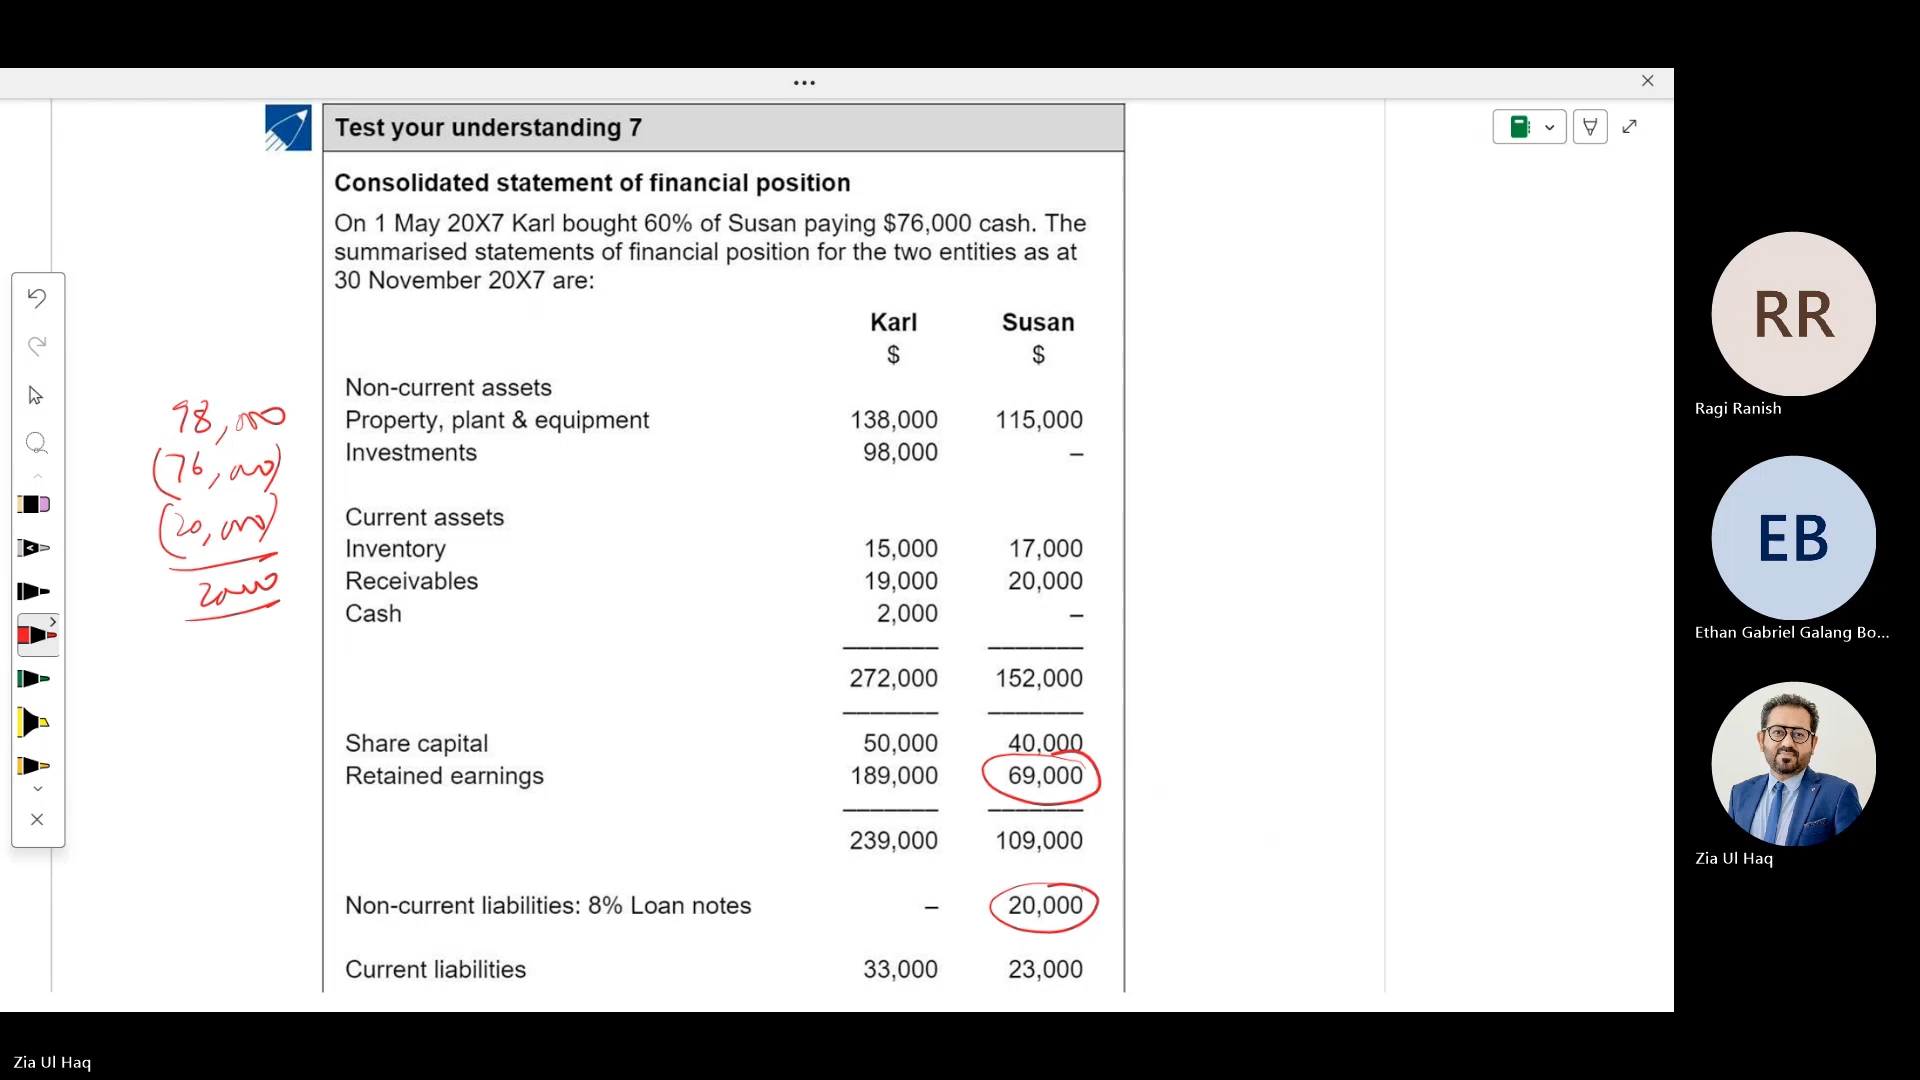 Test your understanding 7
Consolidated statement of financial position
On 1 May 20X7 Karl bought 60% of Susan paying $76,000 cash. The
summarised statements of financial position for the two entities as at
30 November 20X7 are:
Karl Susan
$ $
Non-current assets
Property, plant & equipment 138,000 115,000
Investments 98,000 –
Current assets
Inventory 15,000 17,000
Receivables 19,000 20,000
Cash 2,000 –
272,000 152,000
Share capital 50,000 40,000
Retained earnings 189,000 69,000
239,000 109,000
Non-current liabilities: 8% Loan notes – 20,000
Current liabilities 33,000 23,000
98,000
(76,000)
(20,000)
2000
RR
Ragi Ranish
EB
Ethan Gabriel Galang Bo...
Zia Ul Haq
Zia Ul Haq